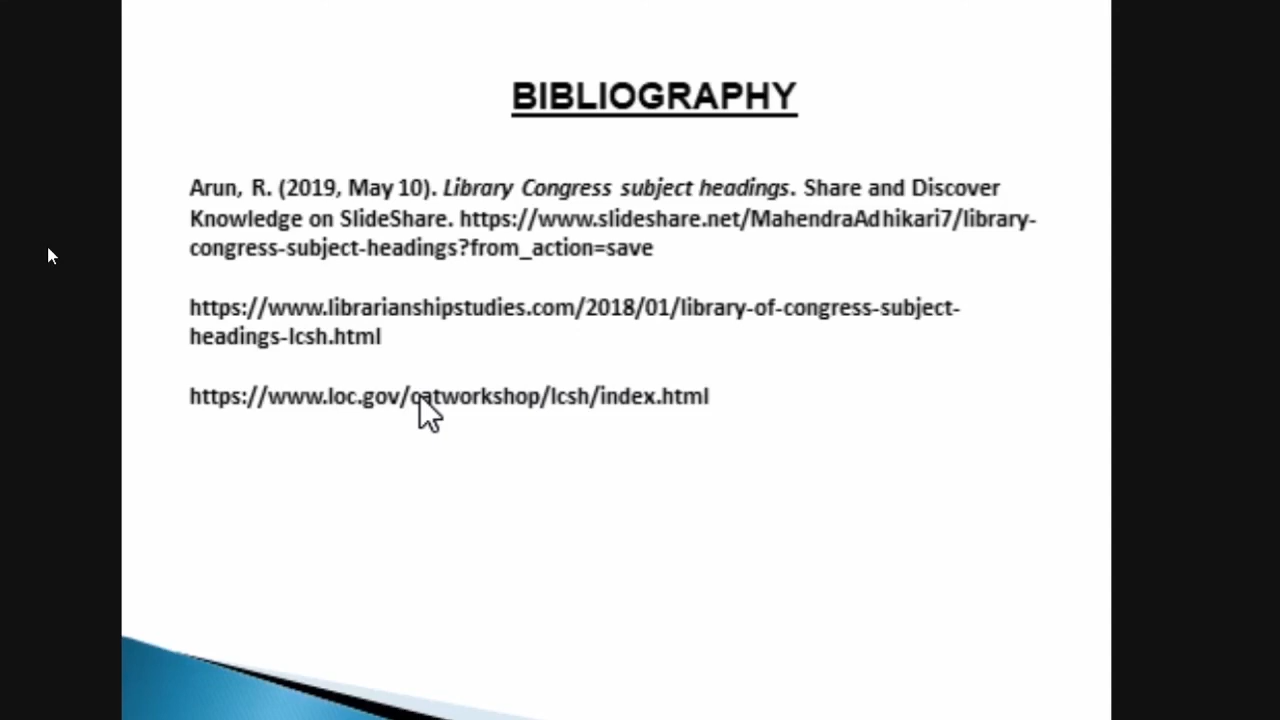 BIBLIOGRAPHY
Arun, R. (2019, May 10). Library Congress subject headings. Share and Discover
Knowledge on SlideShare. https://www.slideshare.net/MahendraAdhikari7/library-
congress-subject-headings?from_action=save
https://www.librarianshipstudies.com/2018/01/library-of-congress-subject-
headings-lcsh.html
https://www.loc.gov/catworkshop/lcsh/index.html